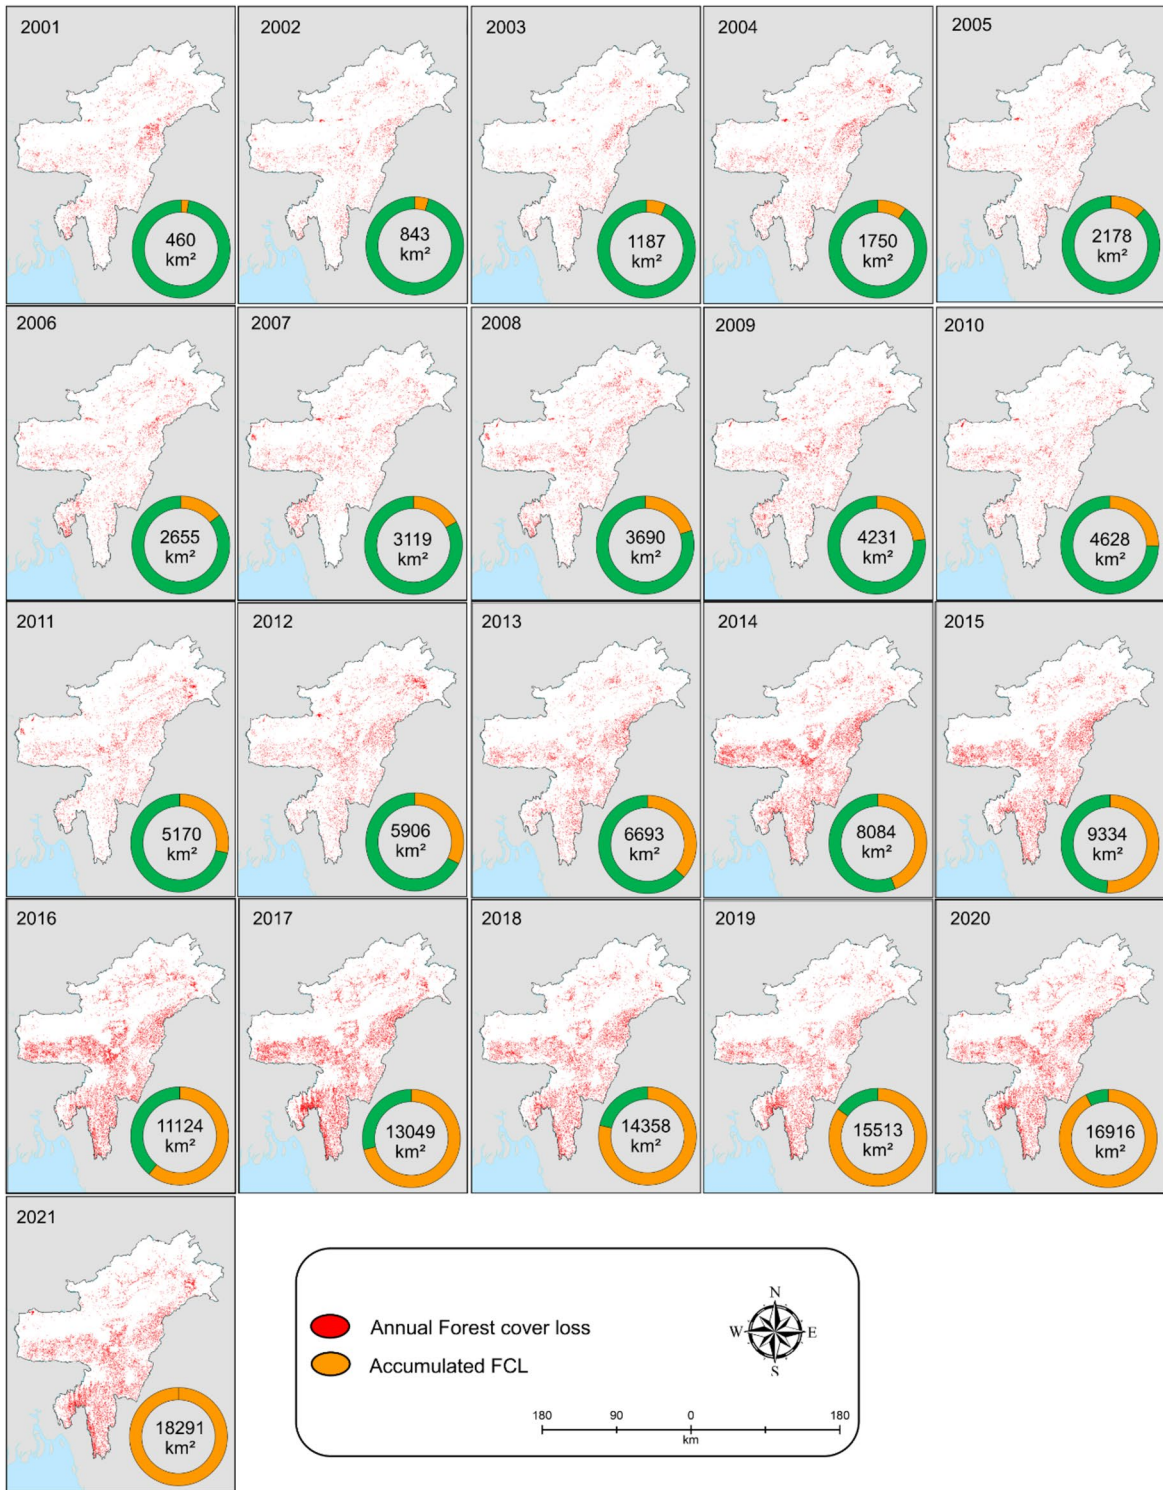 2001
460
km²
2002
843
km²
2003
1187
km²
2004
1750
km²
2005
2178
km²
2006
2655
km²
2007
3119
km²
2008
3690
km²
2009
4231
km²
2010
4628
km²
2011
5170
km²
2012
5906
km²
2013
6693
km²
2014
8084
km²
2015
9334
km²
2016
11124
km²
2017
13049
km²
2018
14358
km²
2019
15513
km²
2020
16916
km²
2021
18291
km²
Annual Forest cover loss
Accumulated FCL
N
W E
S
180 90 0 180
km